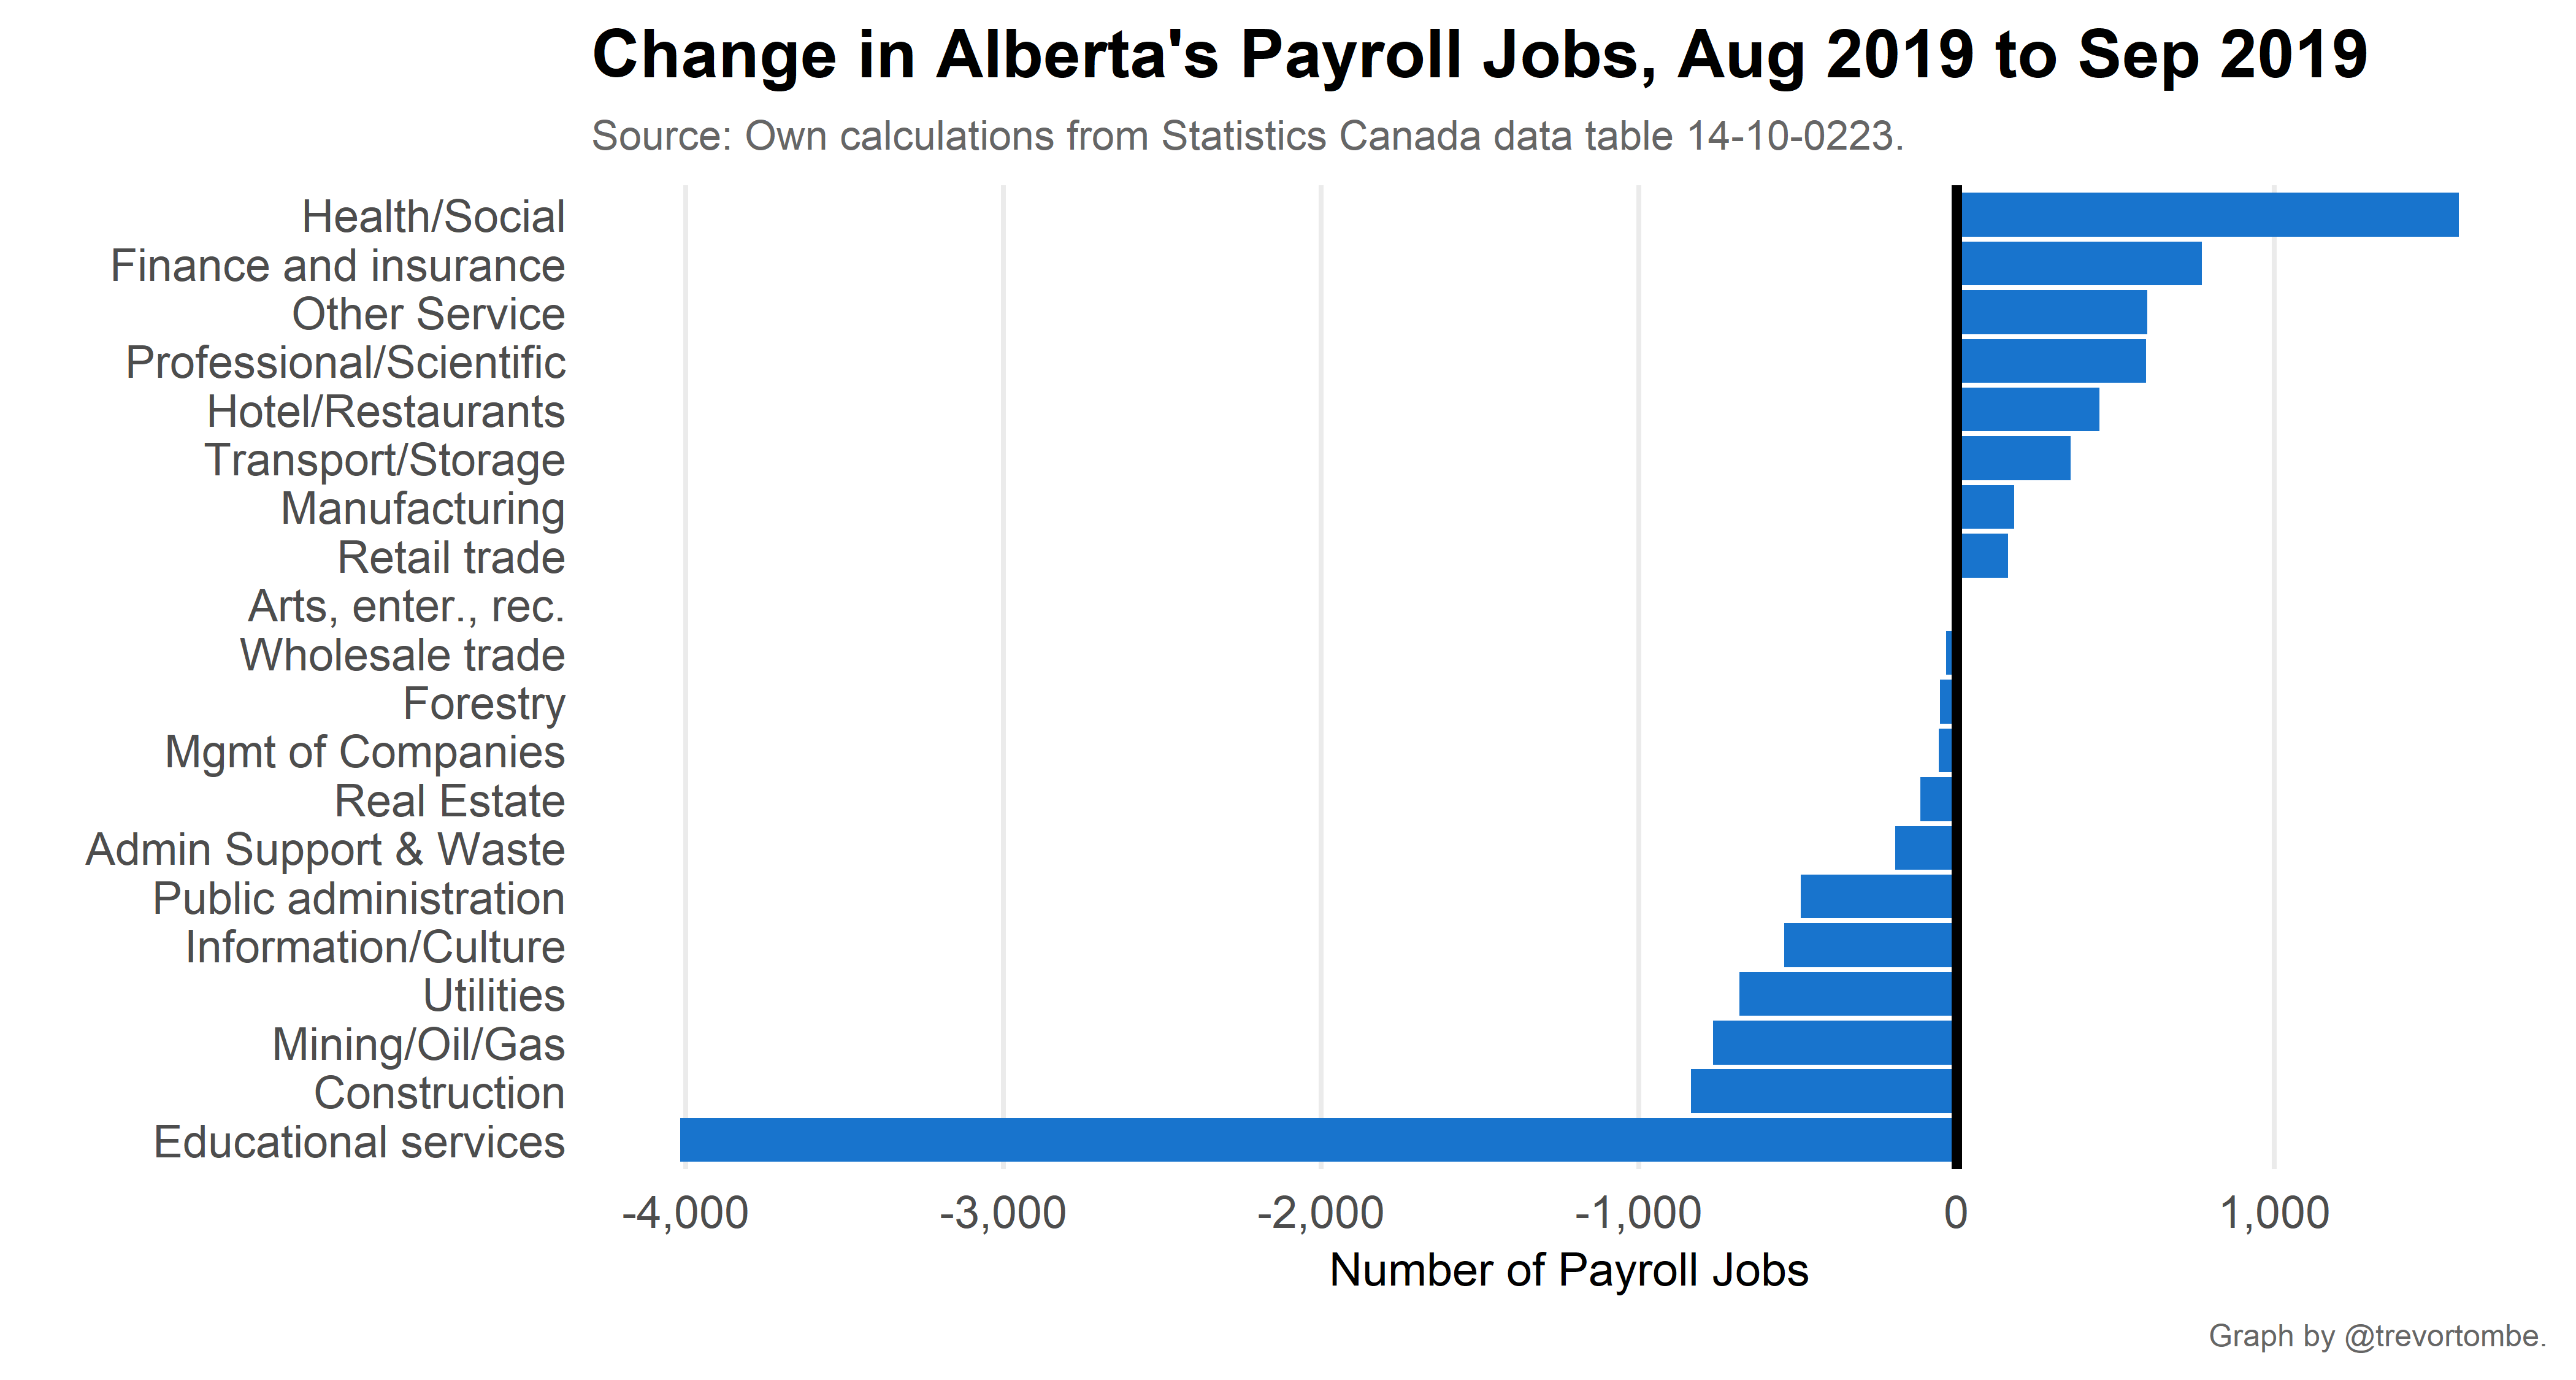 Change in Alberta's Payroll Jobs, Aug 2019 to Sep 2019
Source: Own calculations from Statistics Canada data table 14-10-0223.
Health/Social
Finance and insurance
Other Service
Professional/Scientific
Hotel/Restaurants
Transport/Storage
Manufacturing
Retail trade
Arts, enter., rec.
Wholesale trade
Forestry
Mgmt of Companies
Real Estate
Admin Support & Waste
Public administration
Information/Culture
Utilities
Mining/Oil/Gas
Construction
Educational services
-4,000 -3,000 -2,000 -1,000 0 1,000
Number of Payroll Jobs
Graph by @trevortombe.